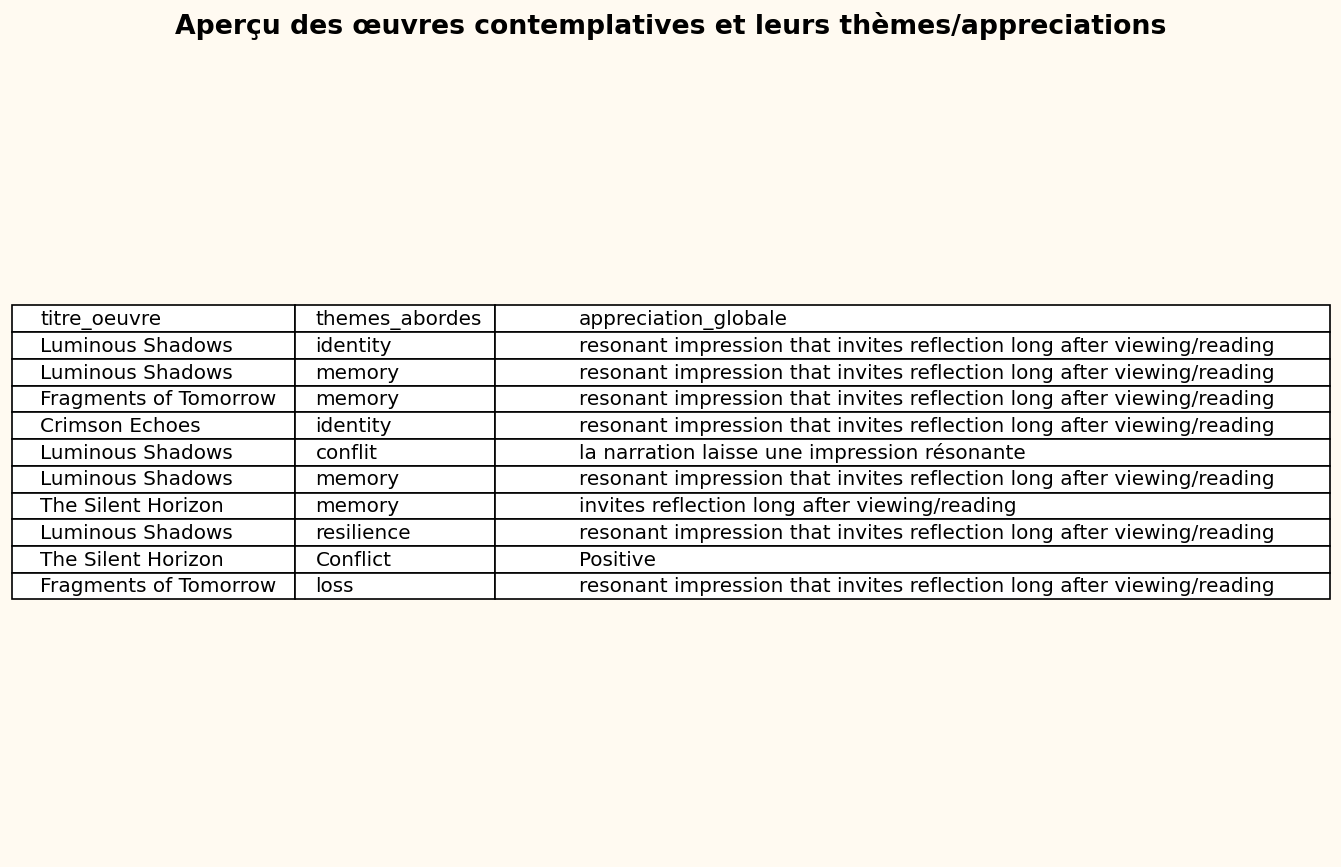 Aperçu des œuvres contemplatives et leurs thèmes/appreciations
titre_oeuvre themes_abordes appreciation_globale
Luminous Shadows identity resonant impression that invites reflection long after viewing/reading
Luminous Shadows memory resonant impression that invites reflection long after viewing/reading
Fragments of Tomorrow memory resonant impression that invites reflection long after viewing/reading
Crimson Echoes identity resonant impression that invites reflection long after viewing/reading
Luminous Shadows conflit la narration laisse une impression résonante
Luminous Shadows memory resonant impression that invites reflection long after viewing/reading
The Silent Horizon memory invites reflection long after viewing/reading
Luminous Shadows resilience resonant impression that invites reflection long after viewing/reading
The Silent Horizon Conflict Positive
Fragments of Tomorrow loss resonant impression that invites reflection long after viewing/reading